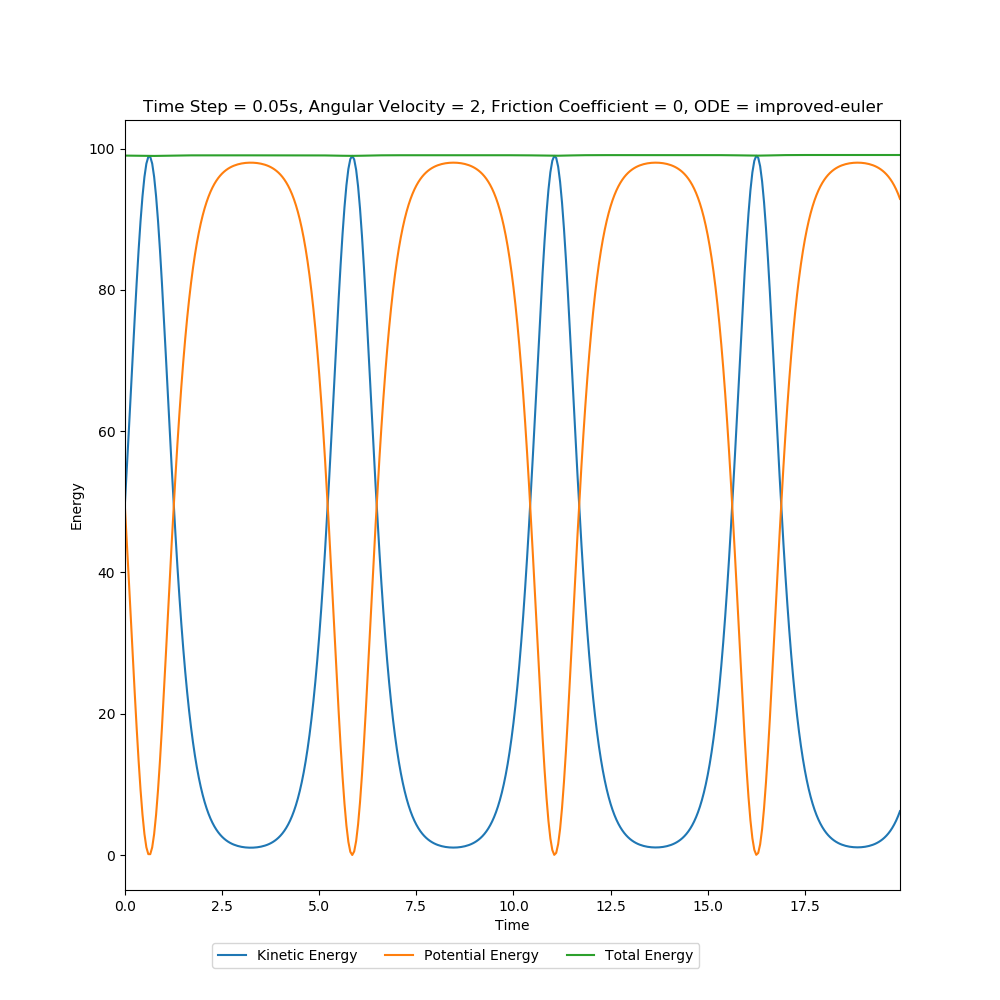 Time Step = 0.05s, Angular Velocity = 2, Friction Coefficient = 0, ODE = improved-euler
100
80
60
40
20
0
Energy
0.0 2.5 5.0 7.5 10.0 12.5 15.0 17.5
Time
Kinetic Energy Potential Energy Total Energy